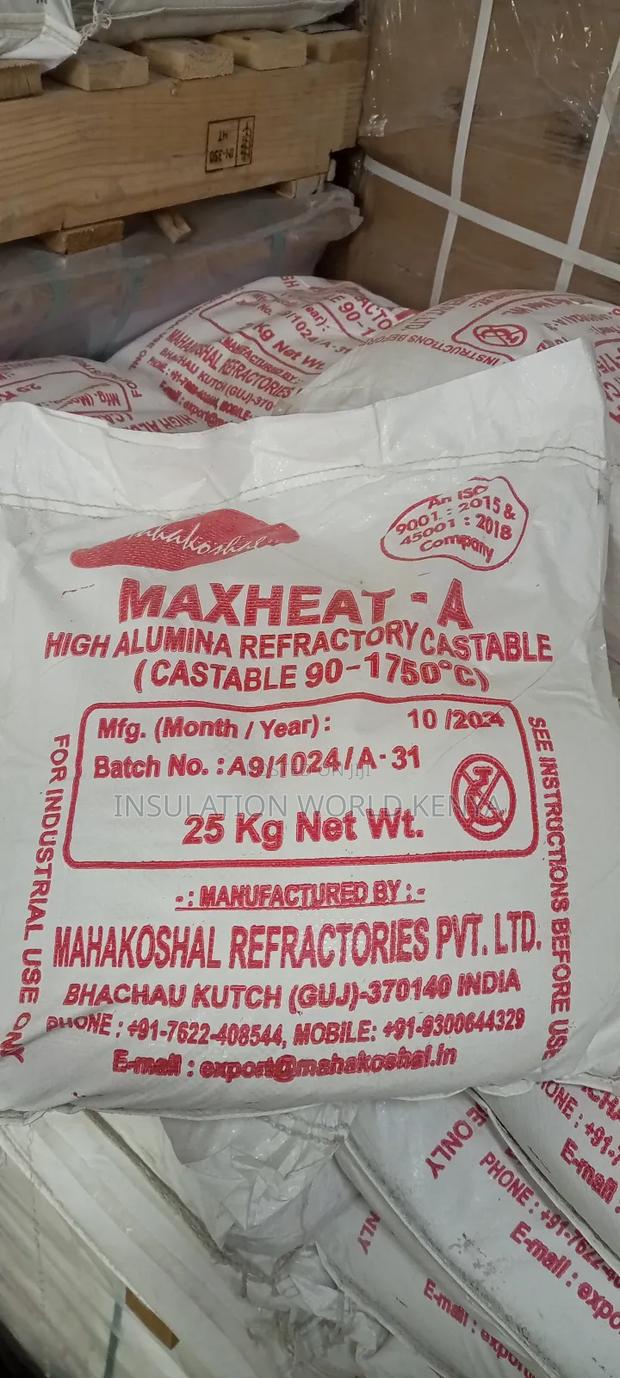 mahakoshal
An ISO
9001 : 2015 &
45001 : 2018
Company
MAXHEAT - A
HIGH ALUMINA REFRACTORY CASTABLE
(CASTABLE 90-1750°C)
Mfg. (Month / Year) : 10 /2024
Batch No. : A9/1024/A-31
POSTED ON JIJI
INSULATION WORLD KENYA
25 Kg Net Wt.
FOR INDUSTRIAL USE ONLY
SEE INSTRUCTIONS BEFORE USE
-: MANUFACTURED BY :-
MAHAKOSHAL REFRACTORIES PVT. LTD.
BHACHAU KUTCH (GUJ)-370140 INDIA
PHONE : +91-7622-408544, MOBILE: +91-9300644329
E-mail : export@mahakoshal.in